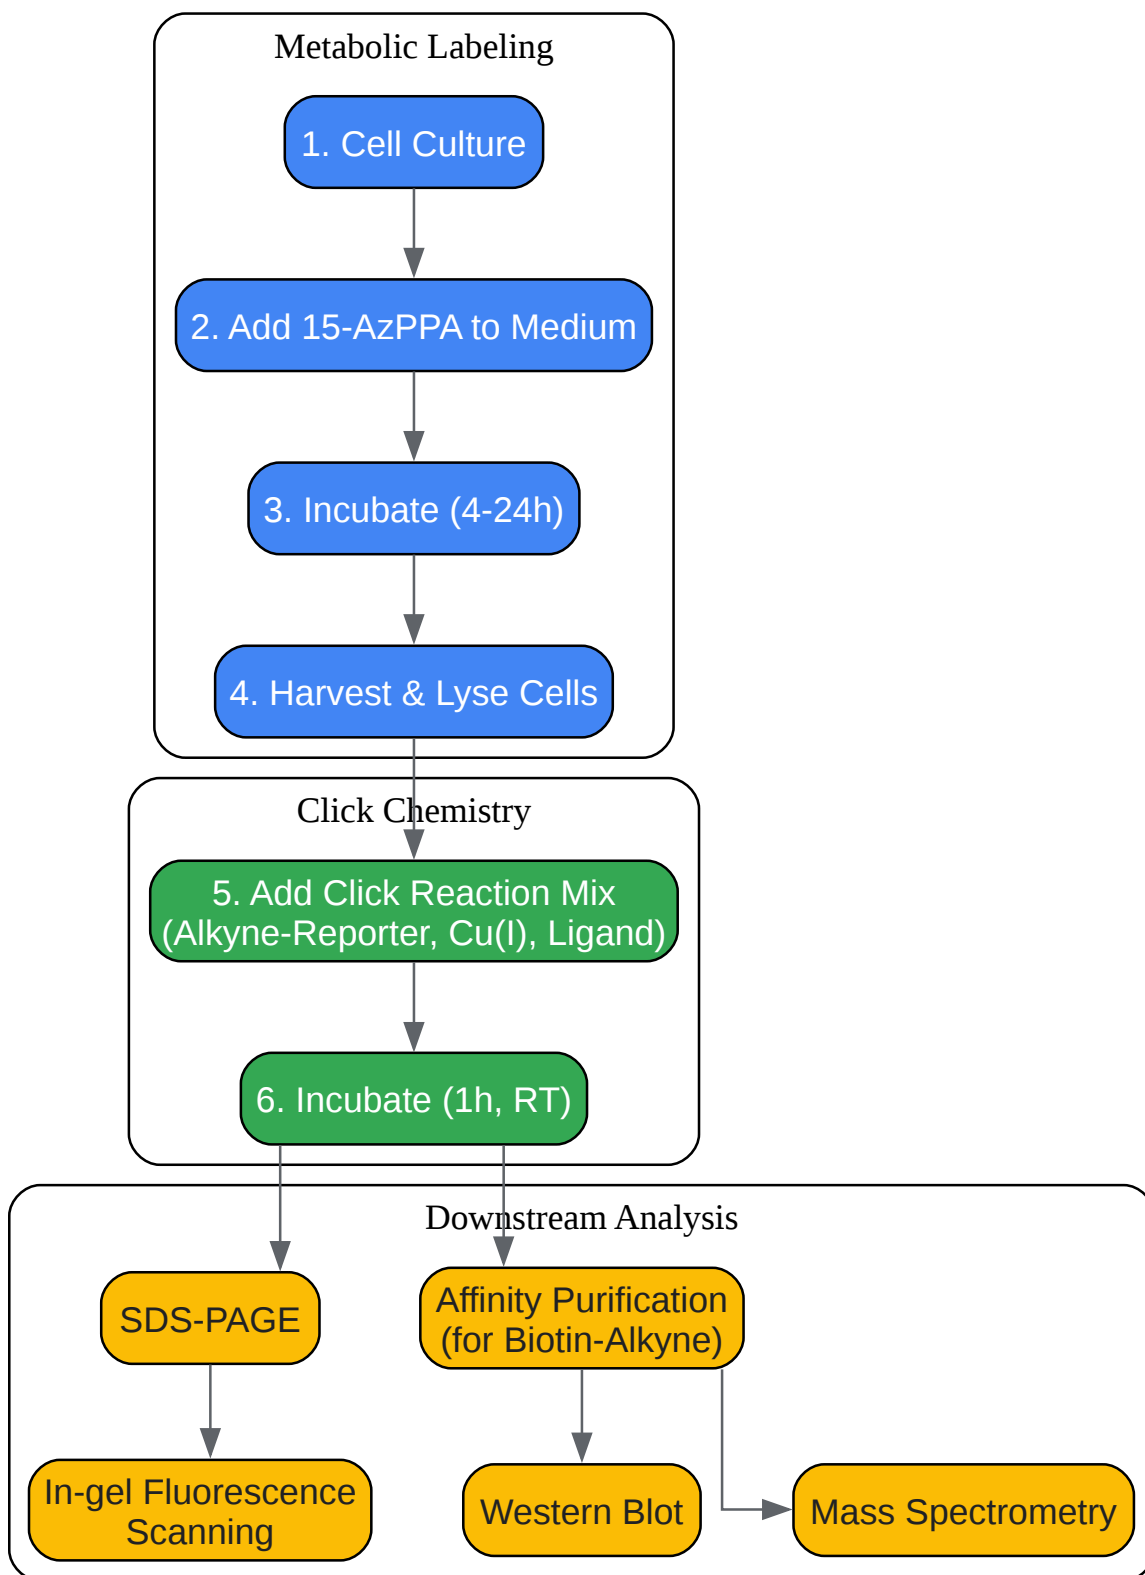 Metabolic Labeling
1. Cell Culture
2. Add 15-AzPPA to Medium
3. Incubate (4-24h)
4. Harvest & Lyse Cells
Click Chemistry
5. Add Click Reaction Mix
(Alkyne-Reporter, Cu(I), Ligand)
6. Incubate (1h, RT)
Downstream Analysis
SDS-PAGE
Affinity Purification
(for Biotin-Alkyne)
In-gel Fluorescence
Scanning
Western Blot
Mass Spectrometry